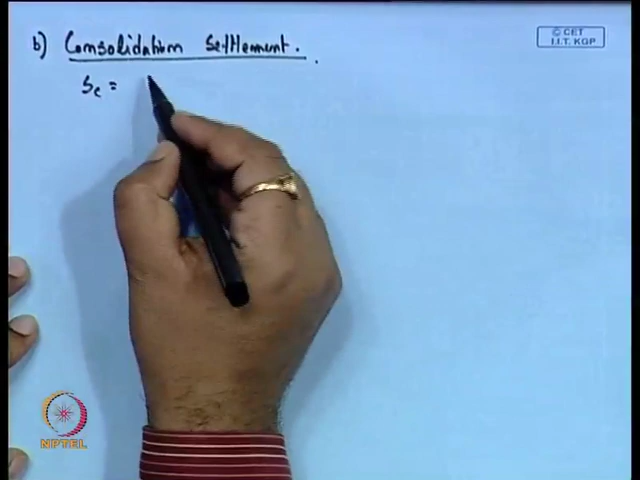 b) Consolidation Settlement.
Sc =
© CET
I.I.T. KGP
NPTEL